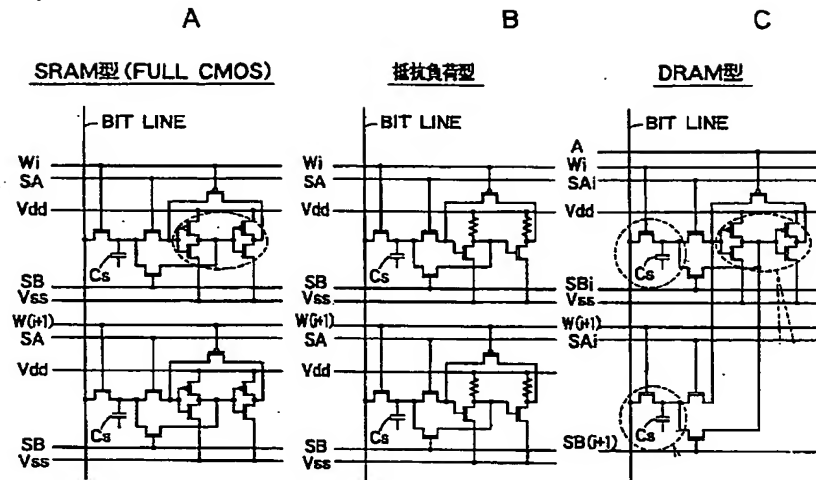 A
SRAM型(FULL CMOS)
BIT LINE
Wi
SA
Vdd
Cs
SB
Vss
W(i+1)
SA
Vdd
Cs
SB
Vss
B
抵抗負荷型
BIT LINE
Wi
SA
Vdd
Cs
SB
Vss
W(i+1)
SA
Vdd
Cs
SB
Vss
C
DRAM型
BIT LINE
A
Wi
SAi
Vdd
Cs
SBi
Vss
W(i+1)
SAi
Cs
SB(i+1)